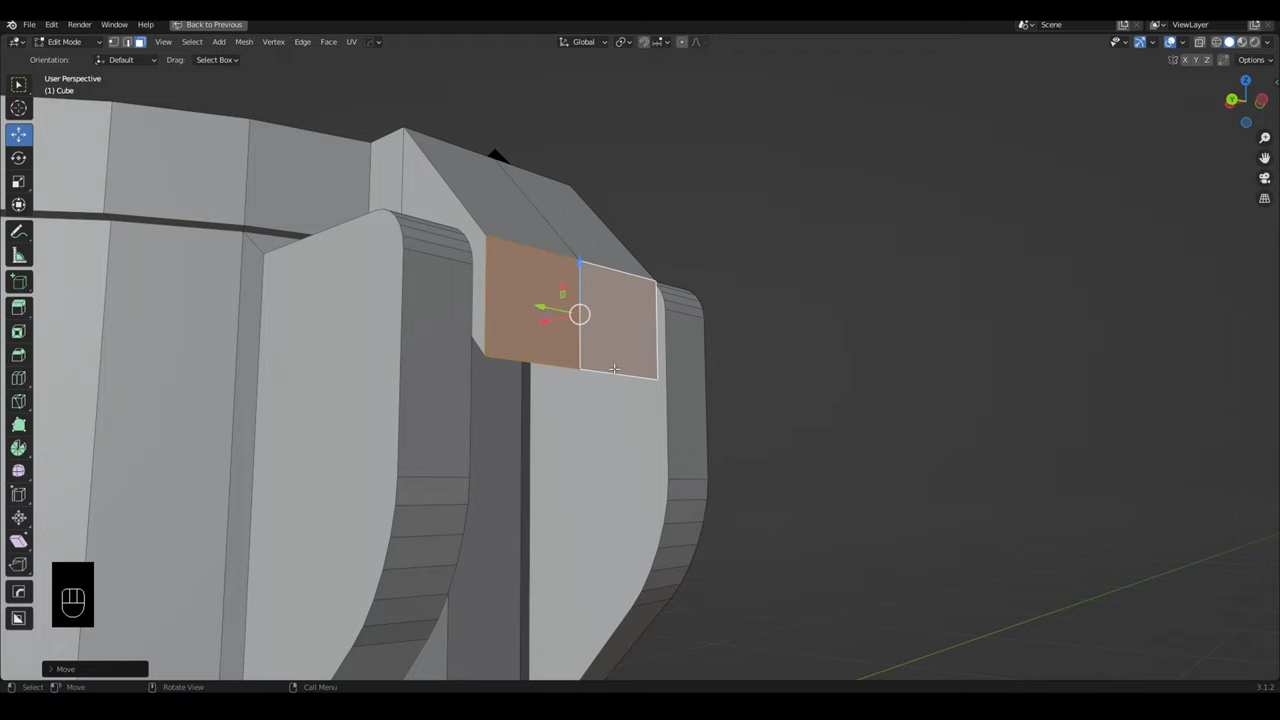 File Edit Render Window Help Back to Previous Scene ViewLayer
Edit Mode View Select Add Mesh Vertex Edge Face UV Global
Orientation: Default Drag: Select Box X Y Z Options
User Perspective
(1) Cube
Z
Y
Move
Select Move Rotate View Call Menu 3.1.2